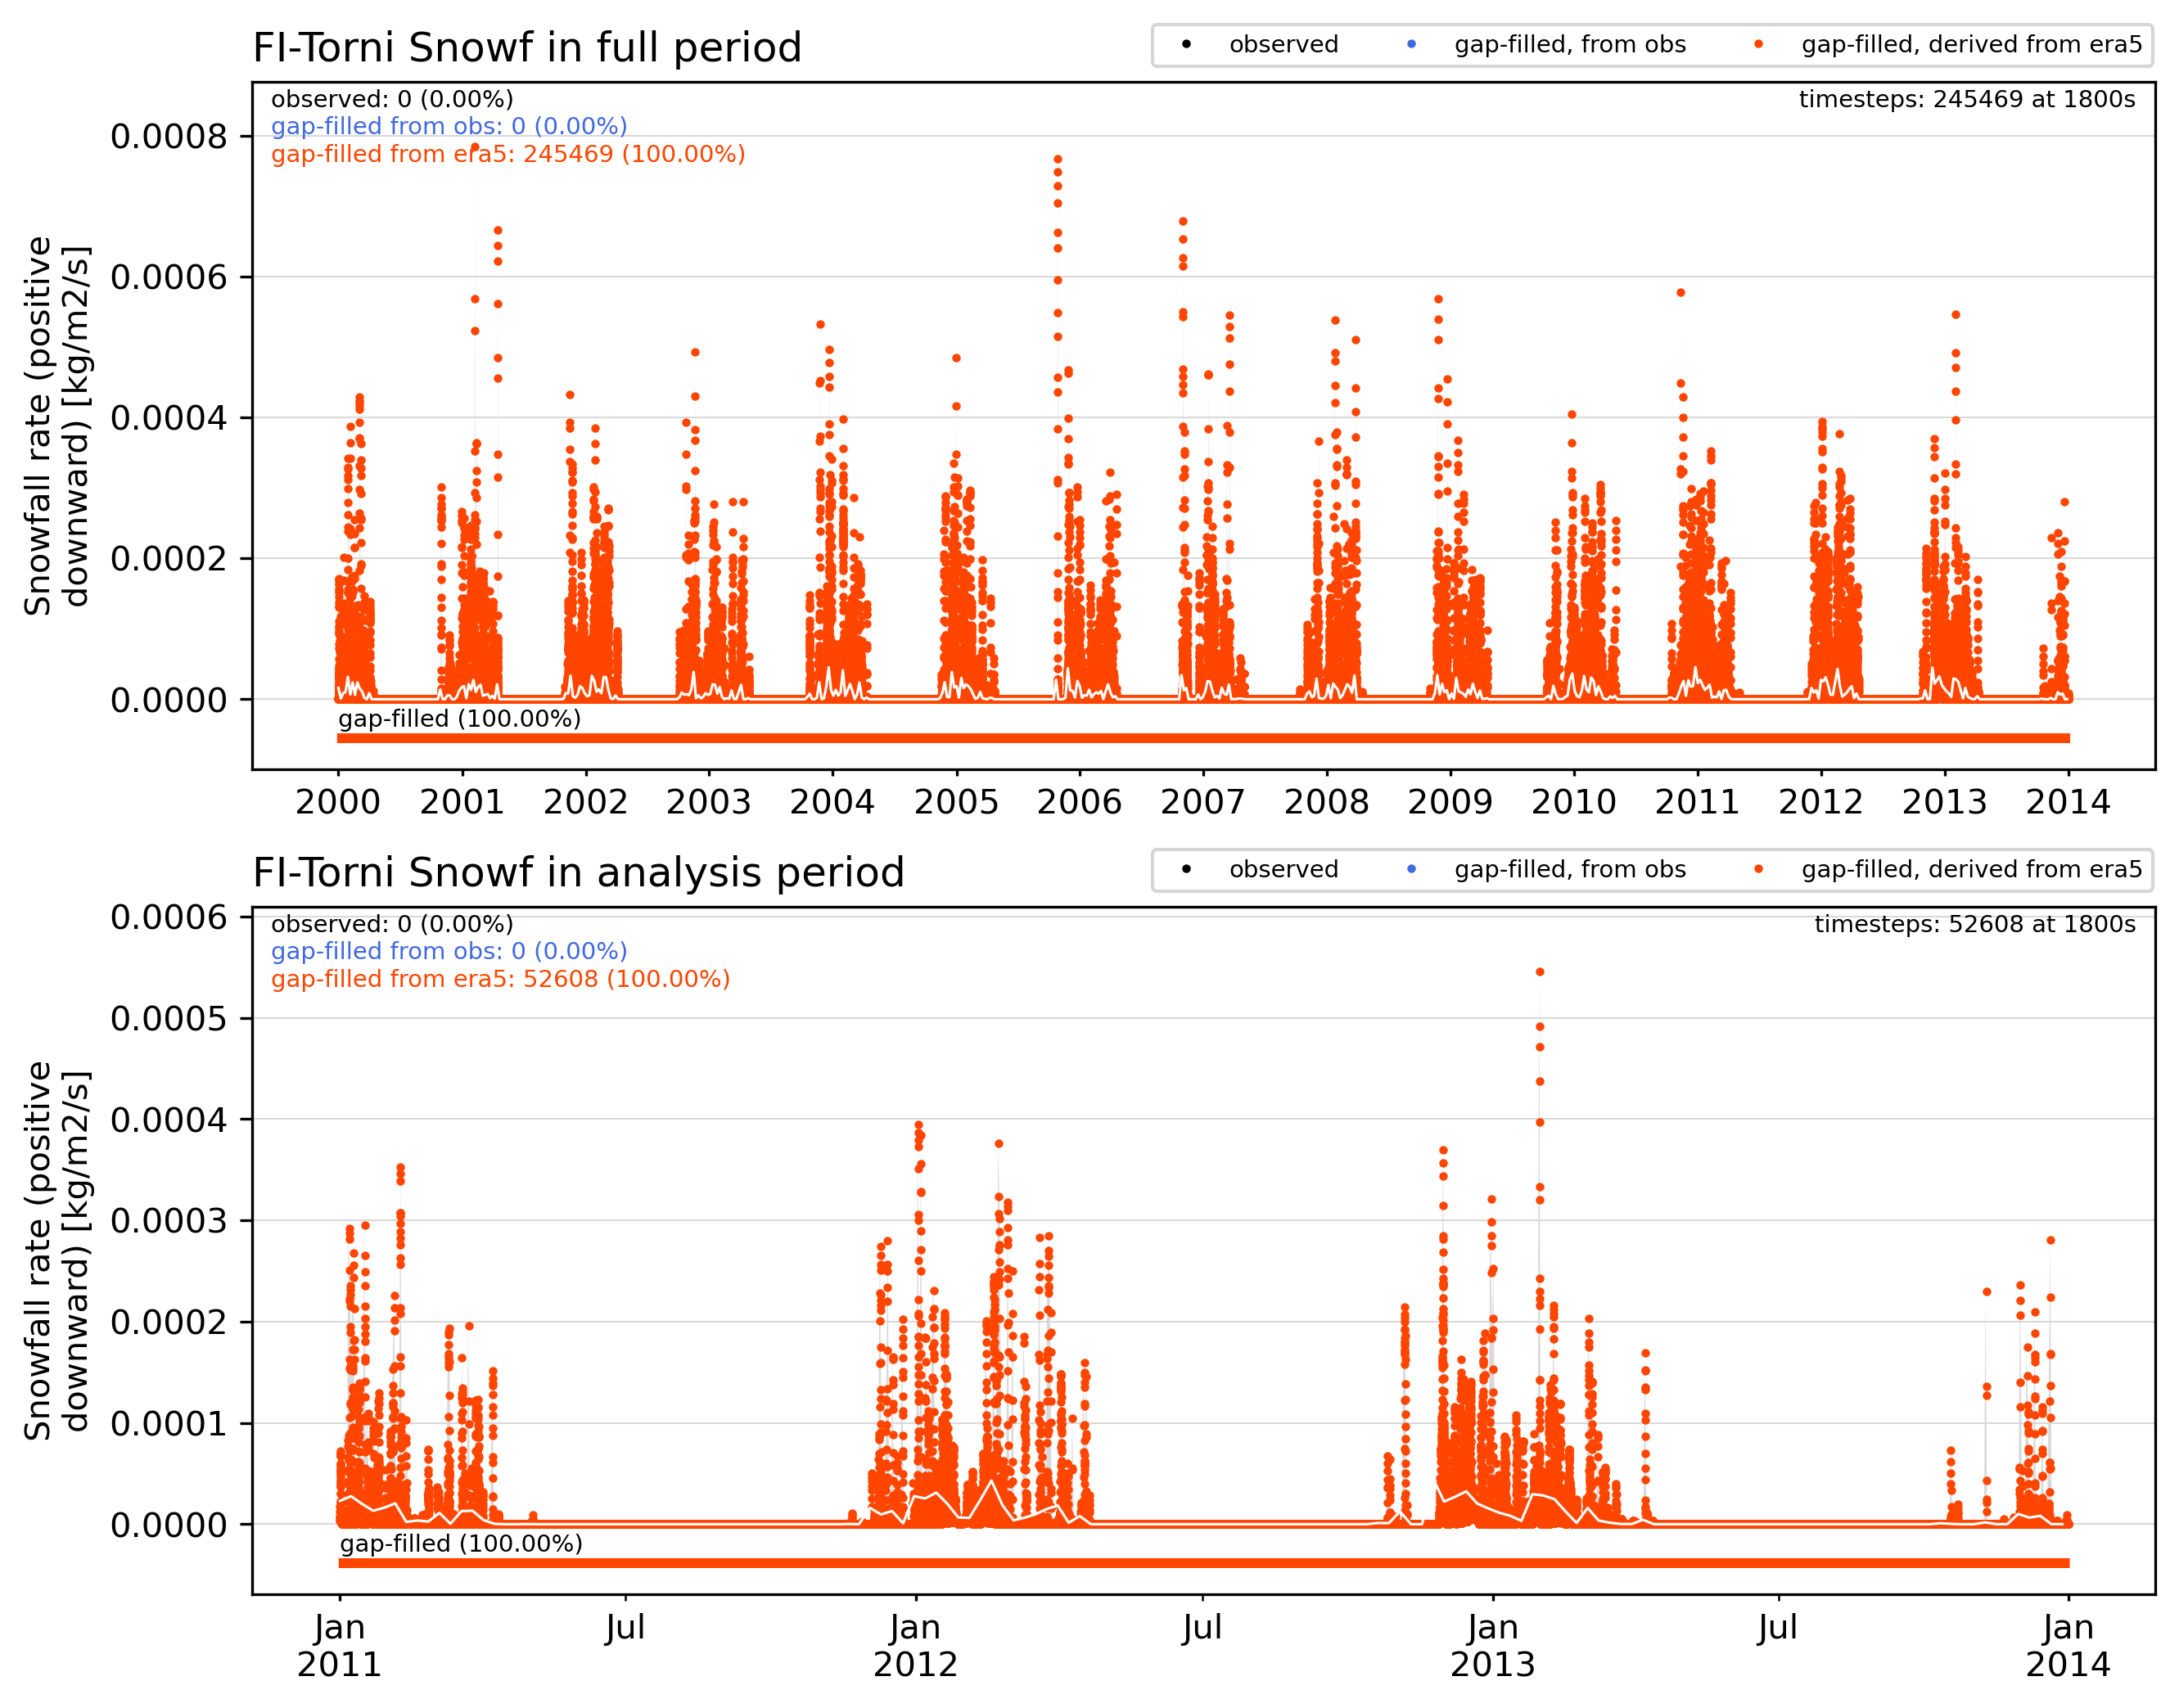 FI-Torni Snowf in full period
observed
gap-filled, from obs
gap-filled, derived from era5
observed: 0 (0.00%)
gap-filled from obs: 0 (0.00%)
gap-filled from era5: 245469 (100.00%)
timesteps: 245469 at 1800s
Snowfall rate (positive
downward) [kg/m2/s]
0.0008
0.0006
0.0004
0.0002
0.0000
gap-filled (100.00%)
2000 2001 2002 2003 2004 2005 2006 2007 2008 2009 2010 2011 2012 2013 2014
FI-Torni Snowf in analysis period
observed
gap-filled, from obs
gap-filled, derived from era5
observed: 0 (0.00%)
gap-filled from obs: 0 (0.00%)
gap-filled from era5: 52608 (100.00%)
timesteps: 52608 at 1800s
Snowfall rate (positive
downward) [kg/m2/s]
0.0006
0.0005
0.0004
0.0003
0.0002
0.0001
0.0000
gap-filled (100.00%)
Jan Jul Jan Jul Jan Jul Jan
2011 2012 2013 2014